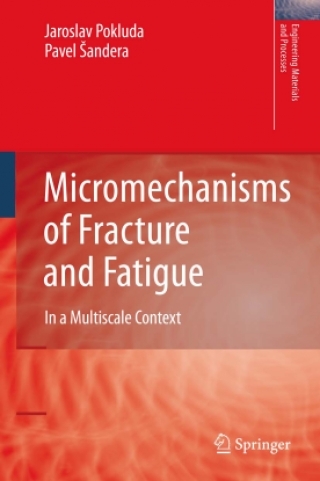 Jaroslav Pokluda
Pavel Šandera
Engineering Materials
and Processes
Micromechanisms
of Fracture
and Fatigue
In a Multiscale Context
Springer